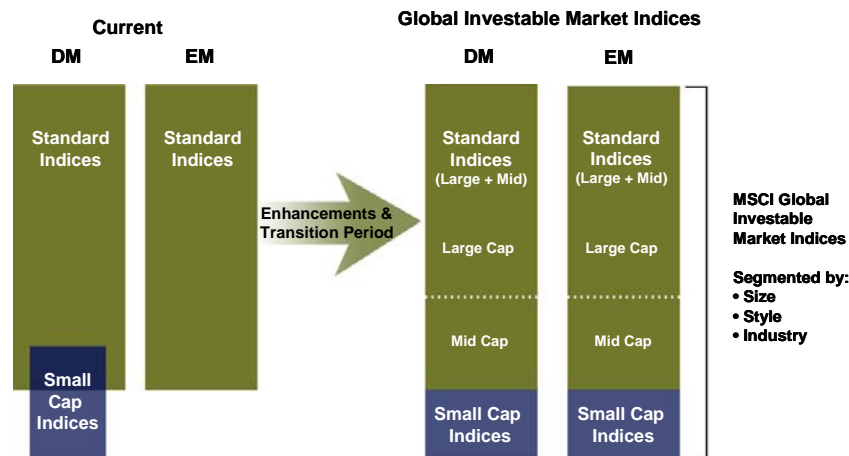 Current
DM
EM
Standard
Indices
Standard
Indices
Small
Cap
Indices
Enhancements &
Transition Period
Global Investable Market Indices
DM
EM
Standard
Indices
(Large + Mid)
Large Cap
Mid Cap
Small Cap
Indices
Standard
Indices
(Large + Mid)
Large Cap
Mid Cap
Small Cap
Indices
MSCI Global
Investable
Market Indices
Segmented by:
• Size
• Style
• Industry